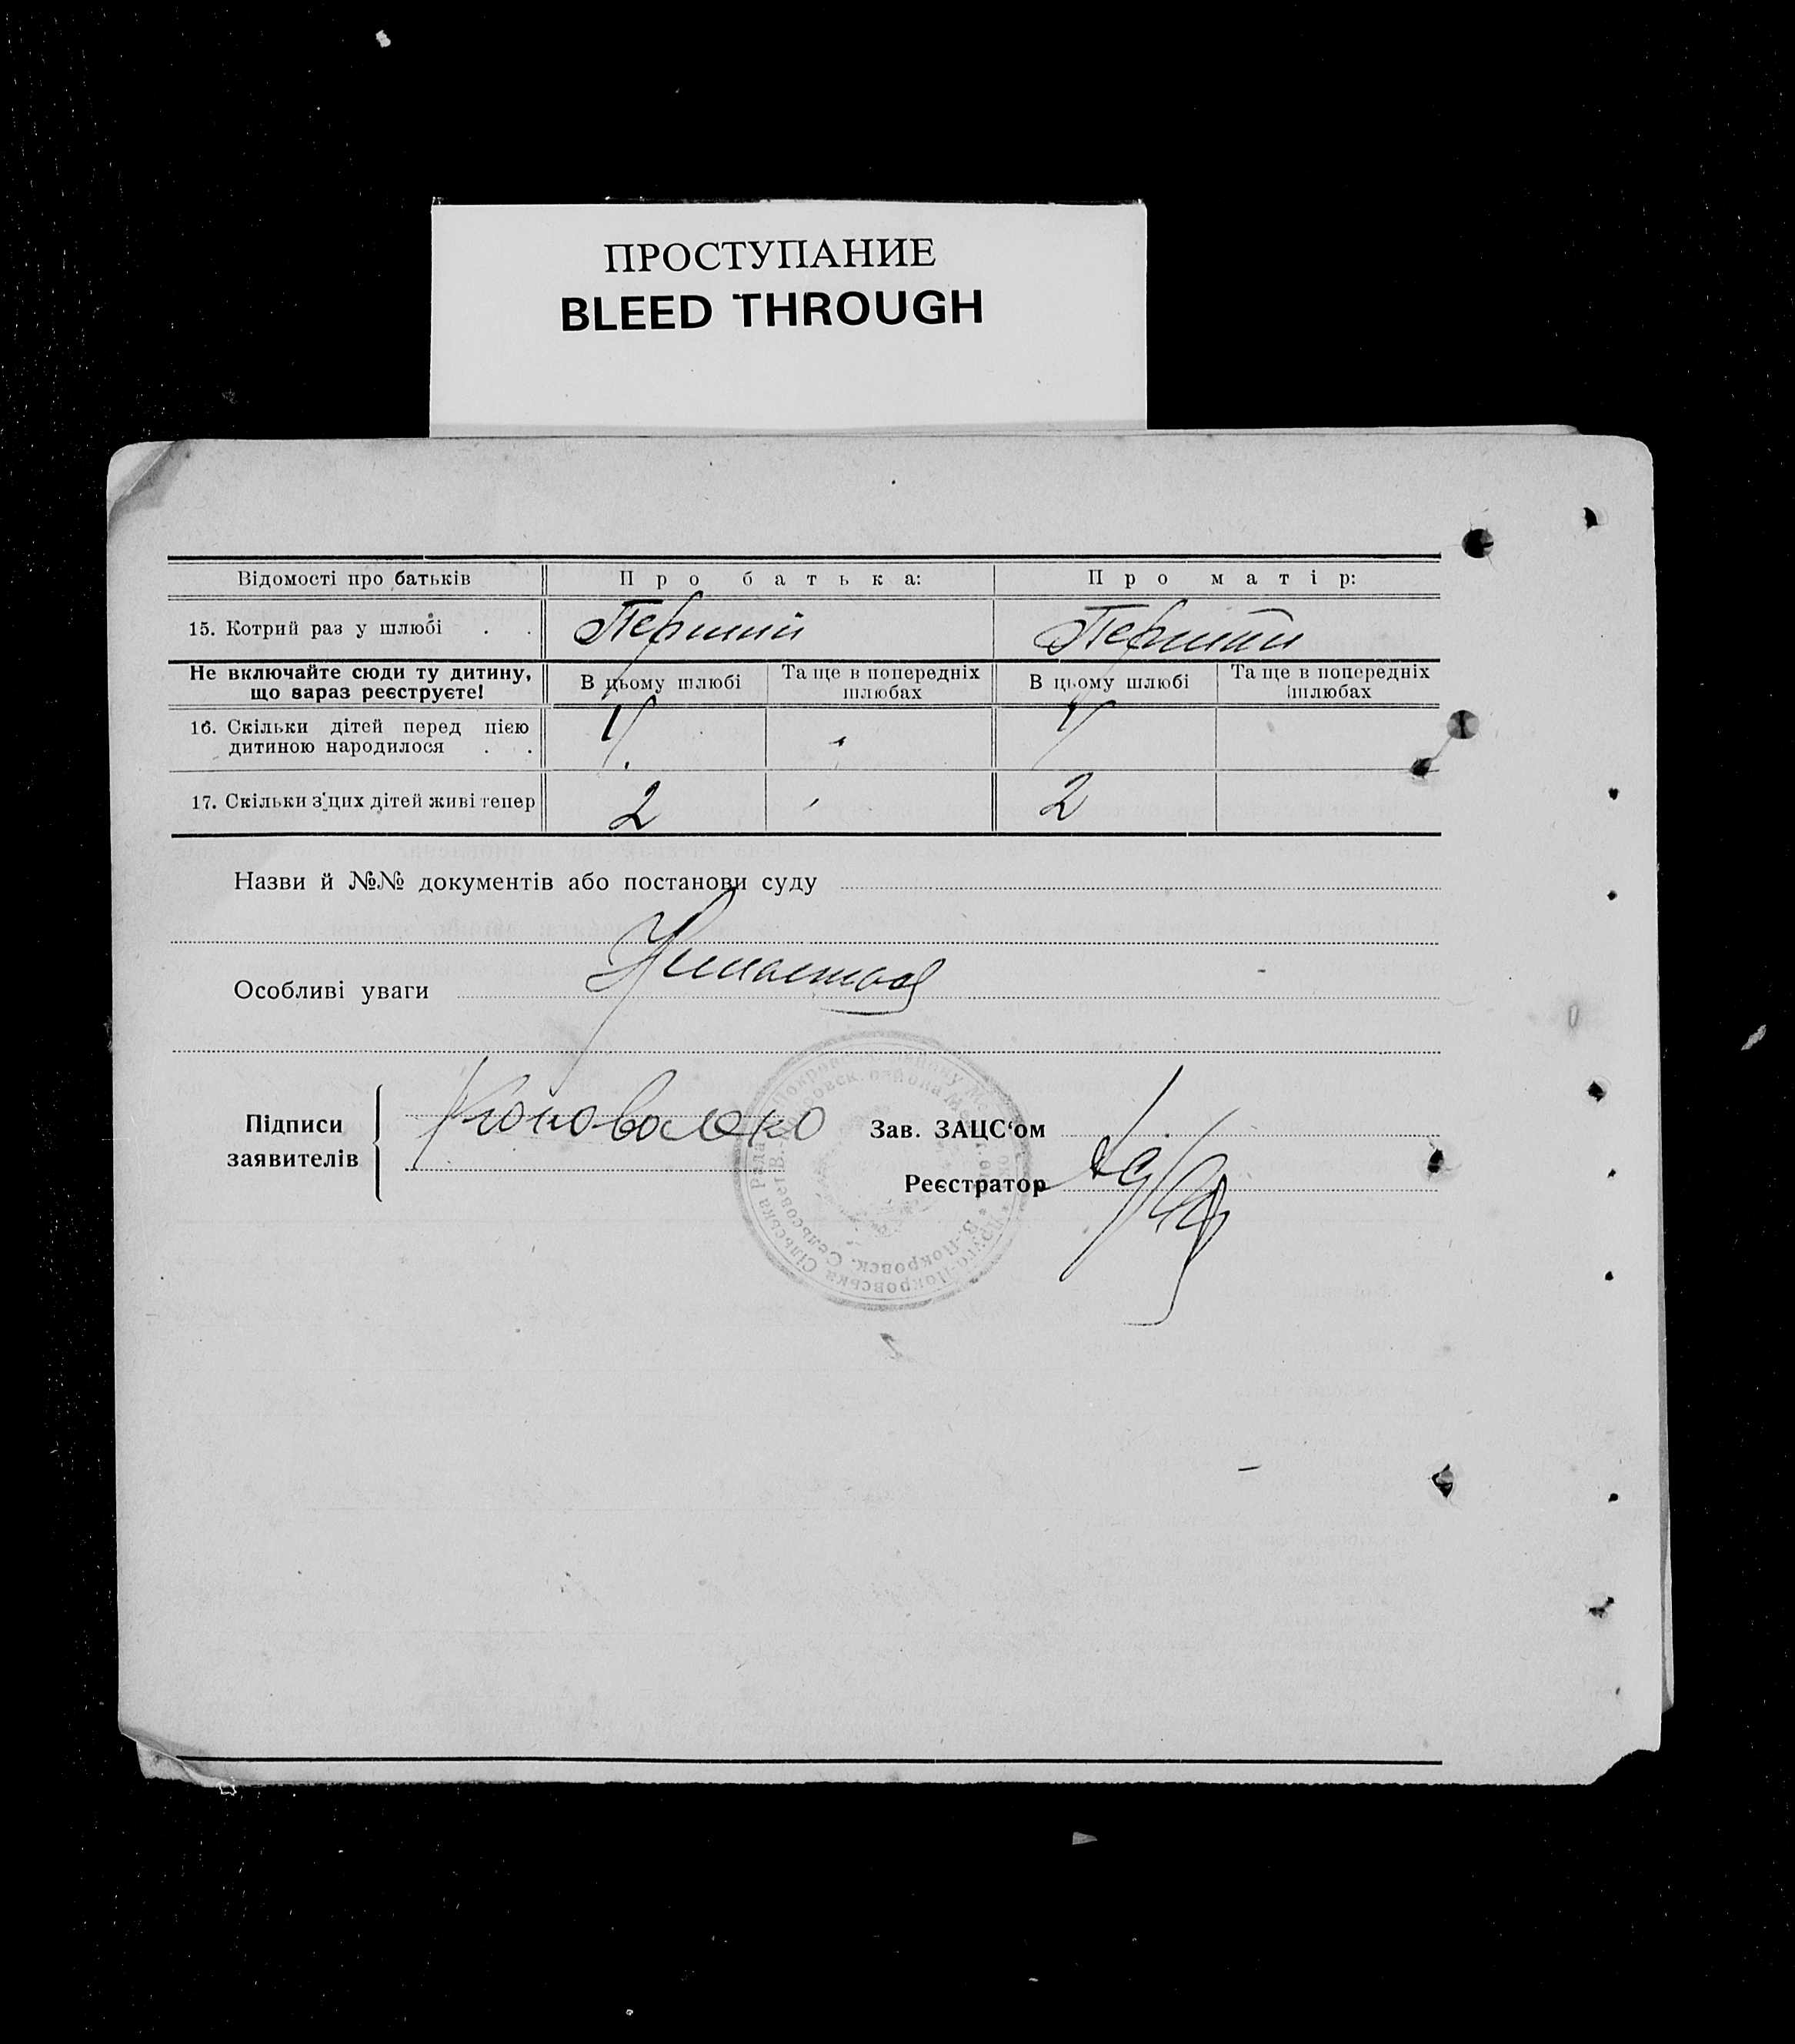 ПРОСТУПАНИЕ
BLEED THROUGH
Відомості про батьків Про батька: Про матір:
15. Котрий раз у шлюбі . . Перший Перший
Не включайте сюди ту дитину, що зараз реєструєте! В цьому шлюбі Та ще в попередніх шлюбах В цьому шлюбі Та ще в попередніх шлюбах
16. Скільки дітей перед цією
дитиною народилося . .
17. Скільки з цих дітей живі тепер 2 2
Назви й №№ документів або постанови суду
Особливі уваги
Підписи
заявителів
Коновалено
Зав. ЗАЦС‘ом
Реєстратор